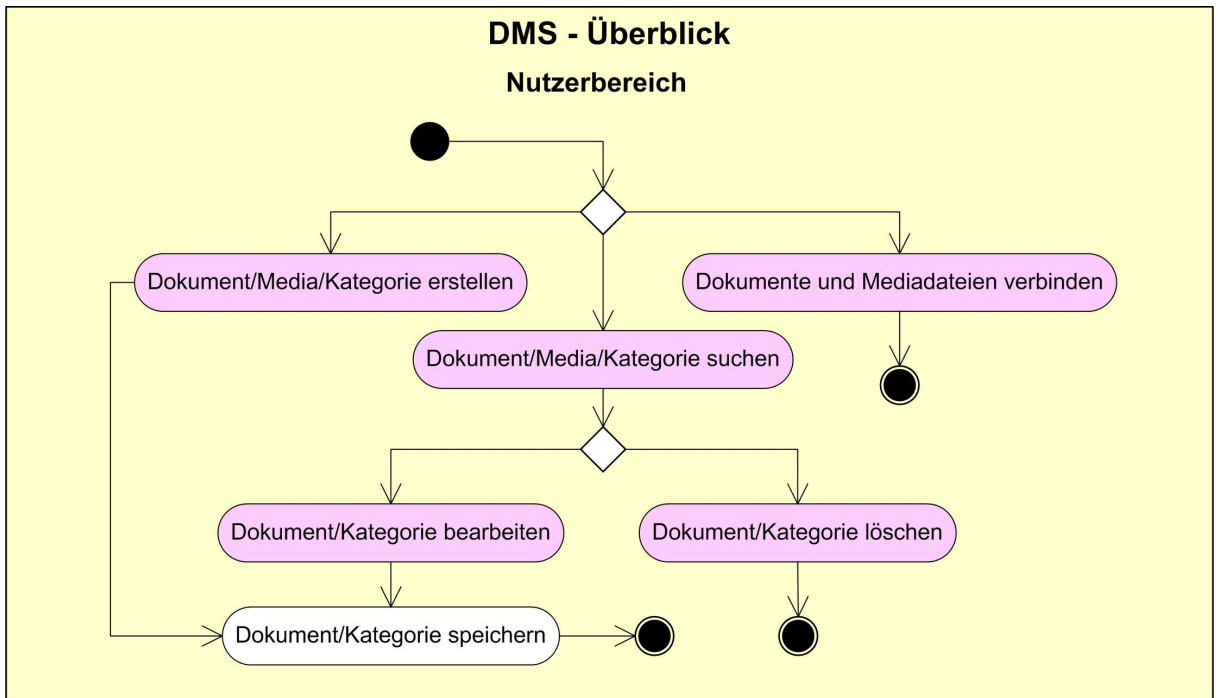 DMS - Überblick
Nutzerbereich
Dokument/Media/Kategorie erstellen
Dokumente und Mediadateien verbinden
Dokument/Media/Kategorie suchen
Dokument/Kategorie bearbeiten
Dokument/Kategorie löschen
Dokument/Kategorie speichern